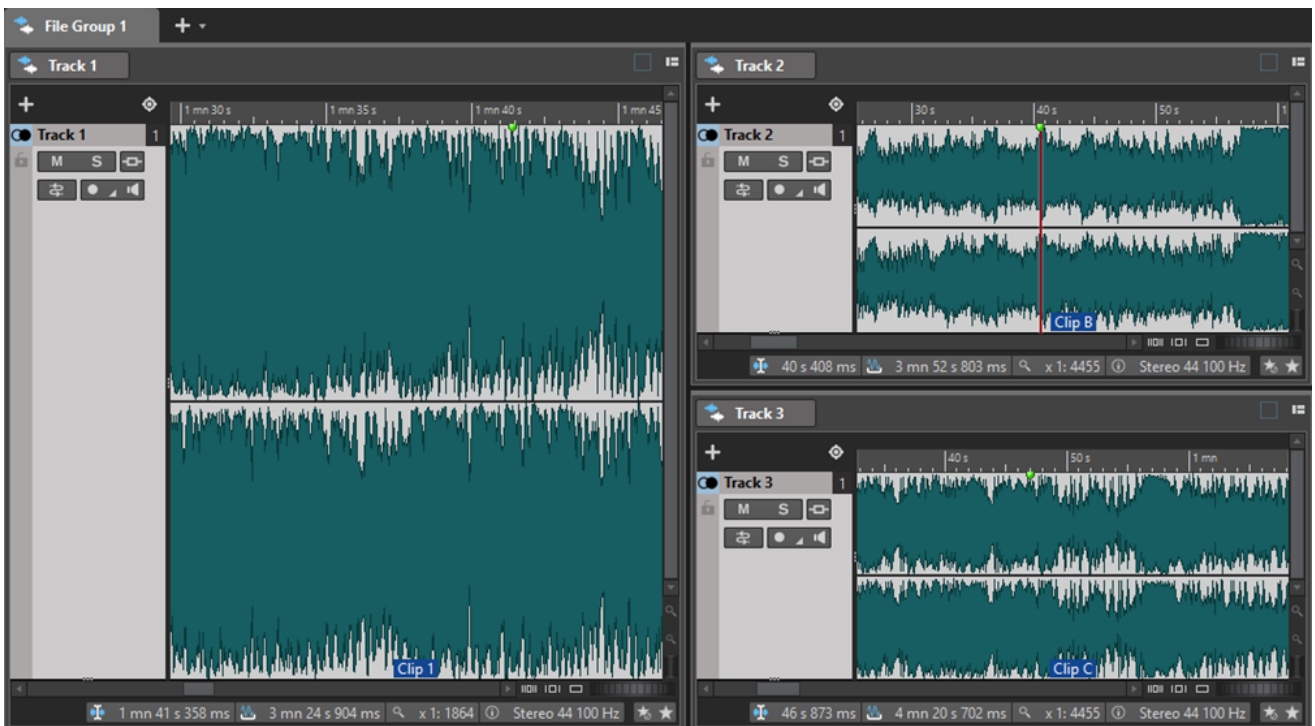 File Group 1
Track 1
1 mn 30 s 1 mn 35 s 1 mn 40 s 1 mn 45
Track 1 1
M S
Clip 1
1 mn 41 s 358 ms 3 mn 24 s 904 ms x 1: 1864 Stereo 44 100 Hz
Track 2
30 s 40 s 50 s 1
Track 2 1
M S
Clip B
40 s 408 ms 3 mn 52 s 803 ms x 1: 4455 Stereo 44 100 Hz
Track 3
40 s 50 s 1 mn
Track 3 1
M S
Clip C
46 s 873 ms 4 mn 20 s 702 ms x 1: 4455 Stereo 44 100 Hz